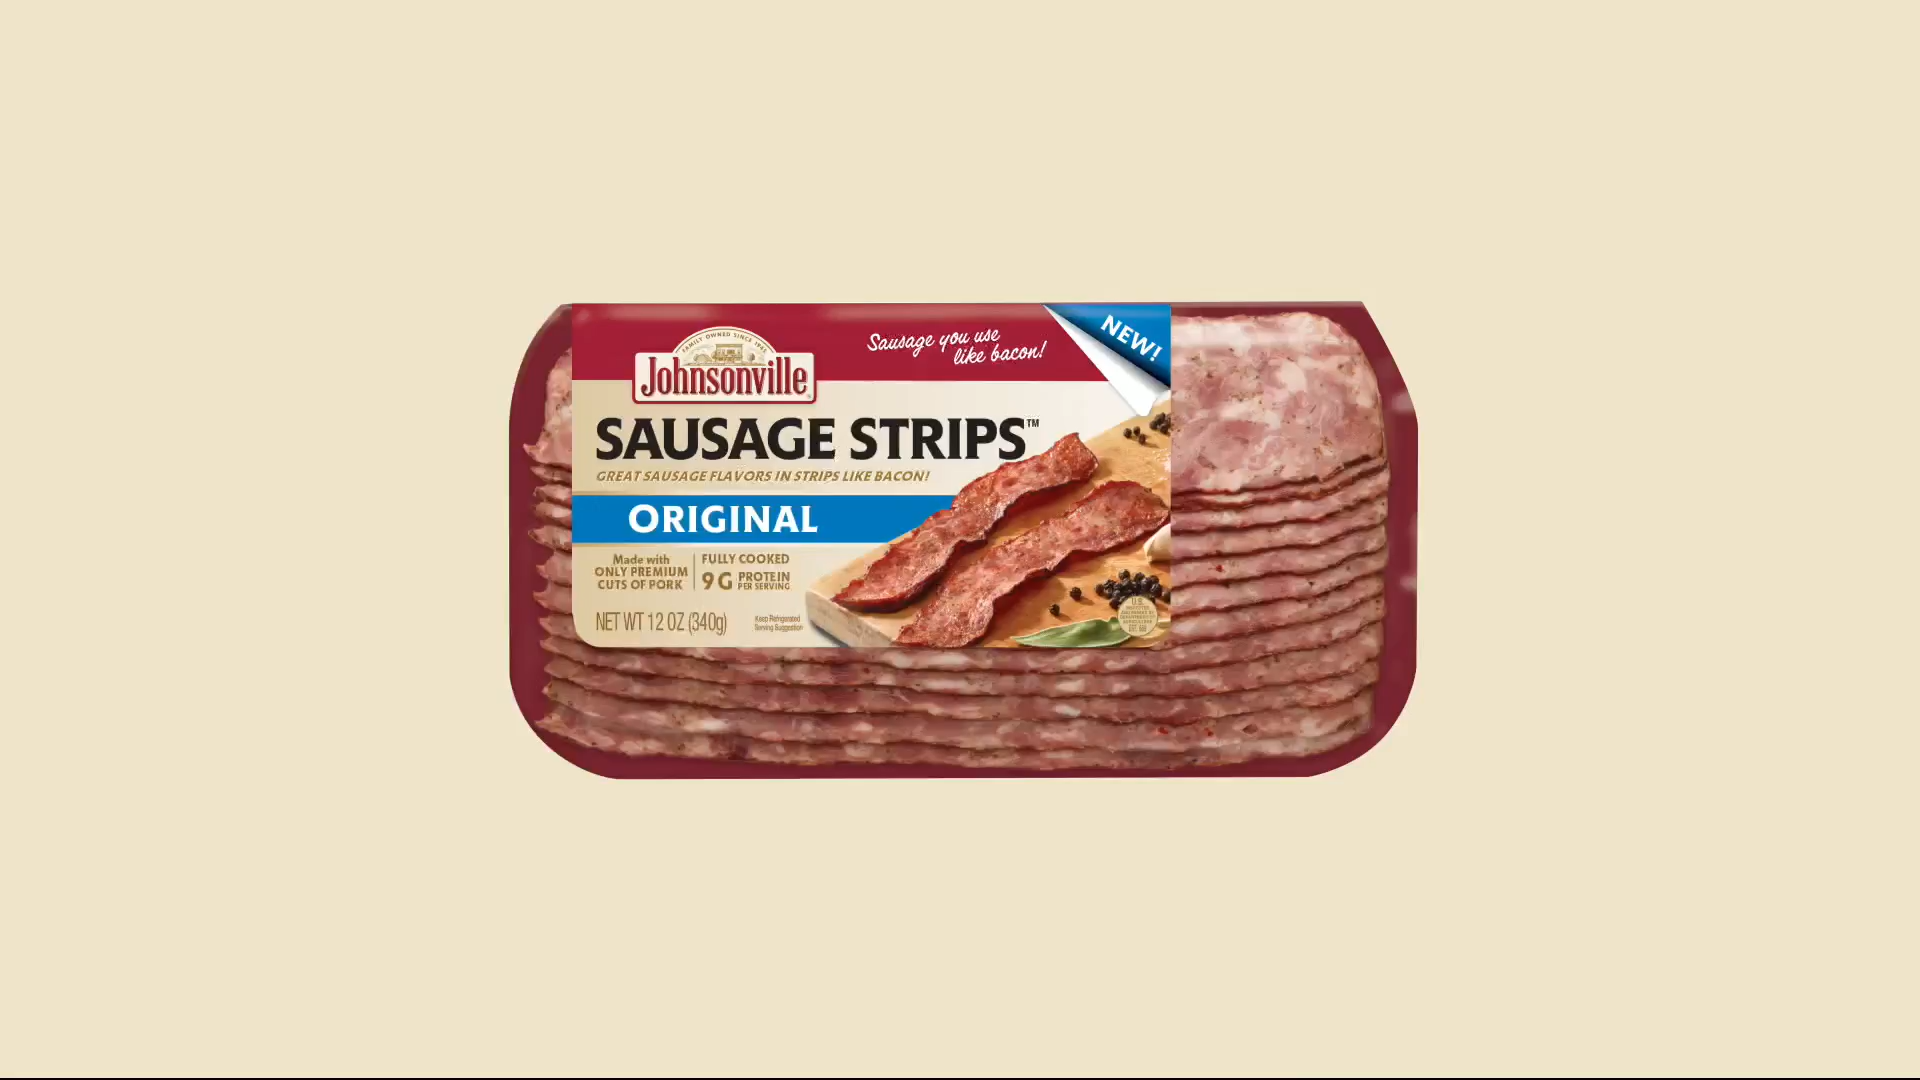 FAMILY OWNED SINCE 1945
Johnsonville
Sausage you use
like bacon!
NEW!
SAUSAGE STRIPS™
GREAT SAUSAGE FLAVORS IN STRIPS LIKE BACON!
ORIGINAL
Made with
ONLY PREMIUM
CUTS OF PORK
FULLY COOKED
9G PROTEIN
PER SERVING
NET WT 12 OZ (340g)
Keep Refrigerated
Serving Suggestion
U.S.
INSPECTED